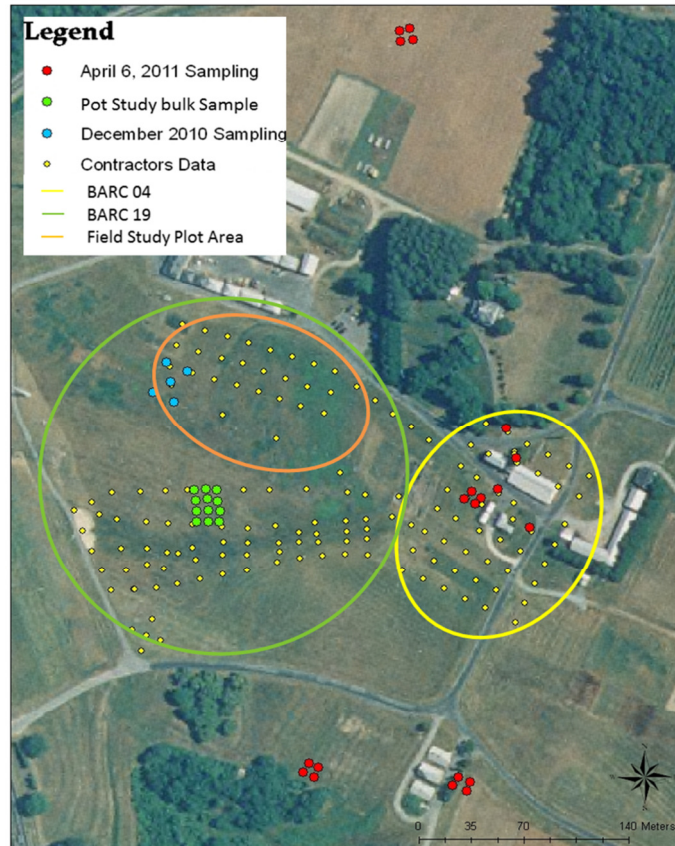 Legend
April 6, 2011 Sampling
Pot Study bulk Sample
December 2010 Sampling
Contractors Data
BARC 04
BARC 19
Field Study Plot Area
0 35 70 140 Meters